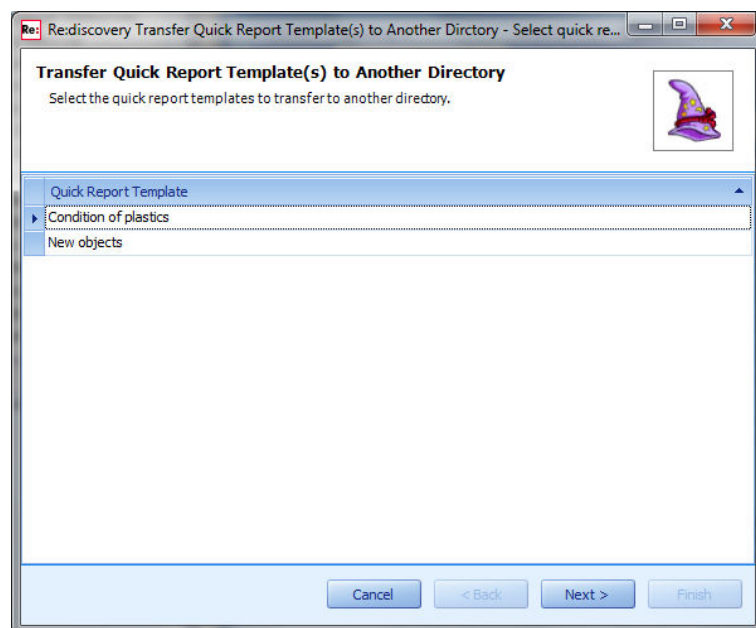 Re: Re:discovery Transfer Quick Report Template(s) to Another Dirctory - Select quick re...
Transfer Quick Report Template(s) to Another Directory
Select the quick report templates to transfer to another directory.
Quick Report Template
Condition of plastics
New objects
Cancel < Back Next > Finish